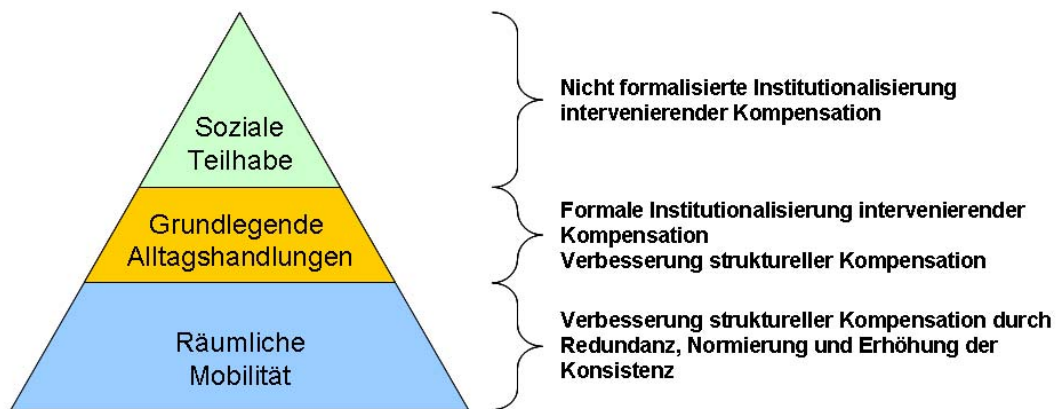 Soziale
Teilhabe
Nicht formalisierte Institutionalisierung
intervenierender Kompensation
Grundlegende
Alltagshandlungen
Formale Institutionalisierung intervenierender
Kompensation
Verbesserung struktureller Kompensation
Räumliche
Mobilität
Verbesserung struktureller Kompensation durch
Redundanz, Normierung und Erhöhung der
Konsistenz